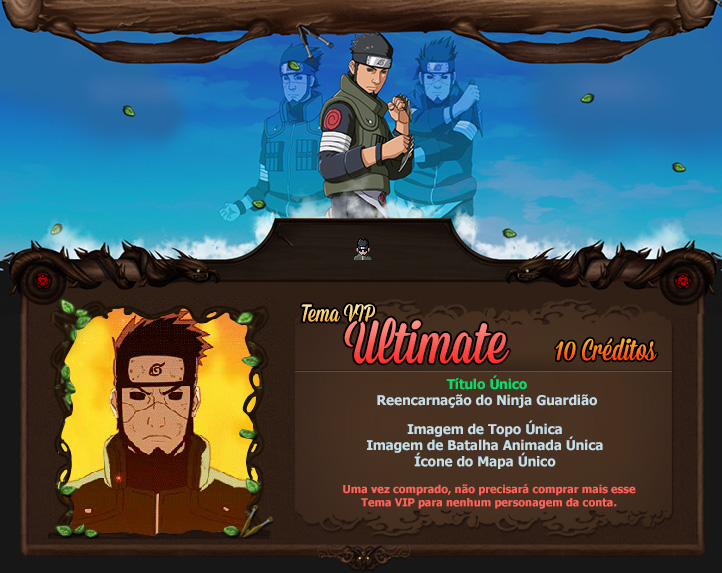 Tema VIP
Ultimate
10 Créditos
Título Único
Reencarnação do Ninja Guardião
Imagem de Topo Única
Imagem de Batalha Animada Única
Ícone do Mapa Único
Uma vez comprado, não precisará comprar mais esse
Tema VIP para nenhum personagem da conta.